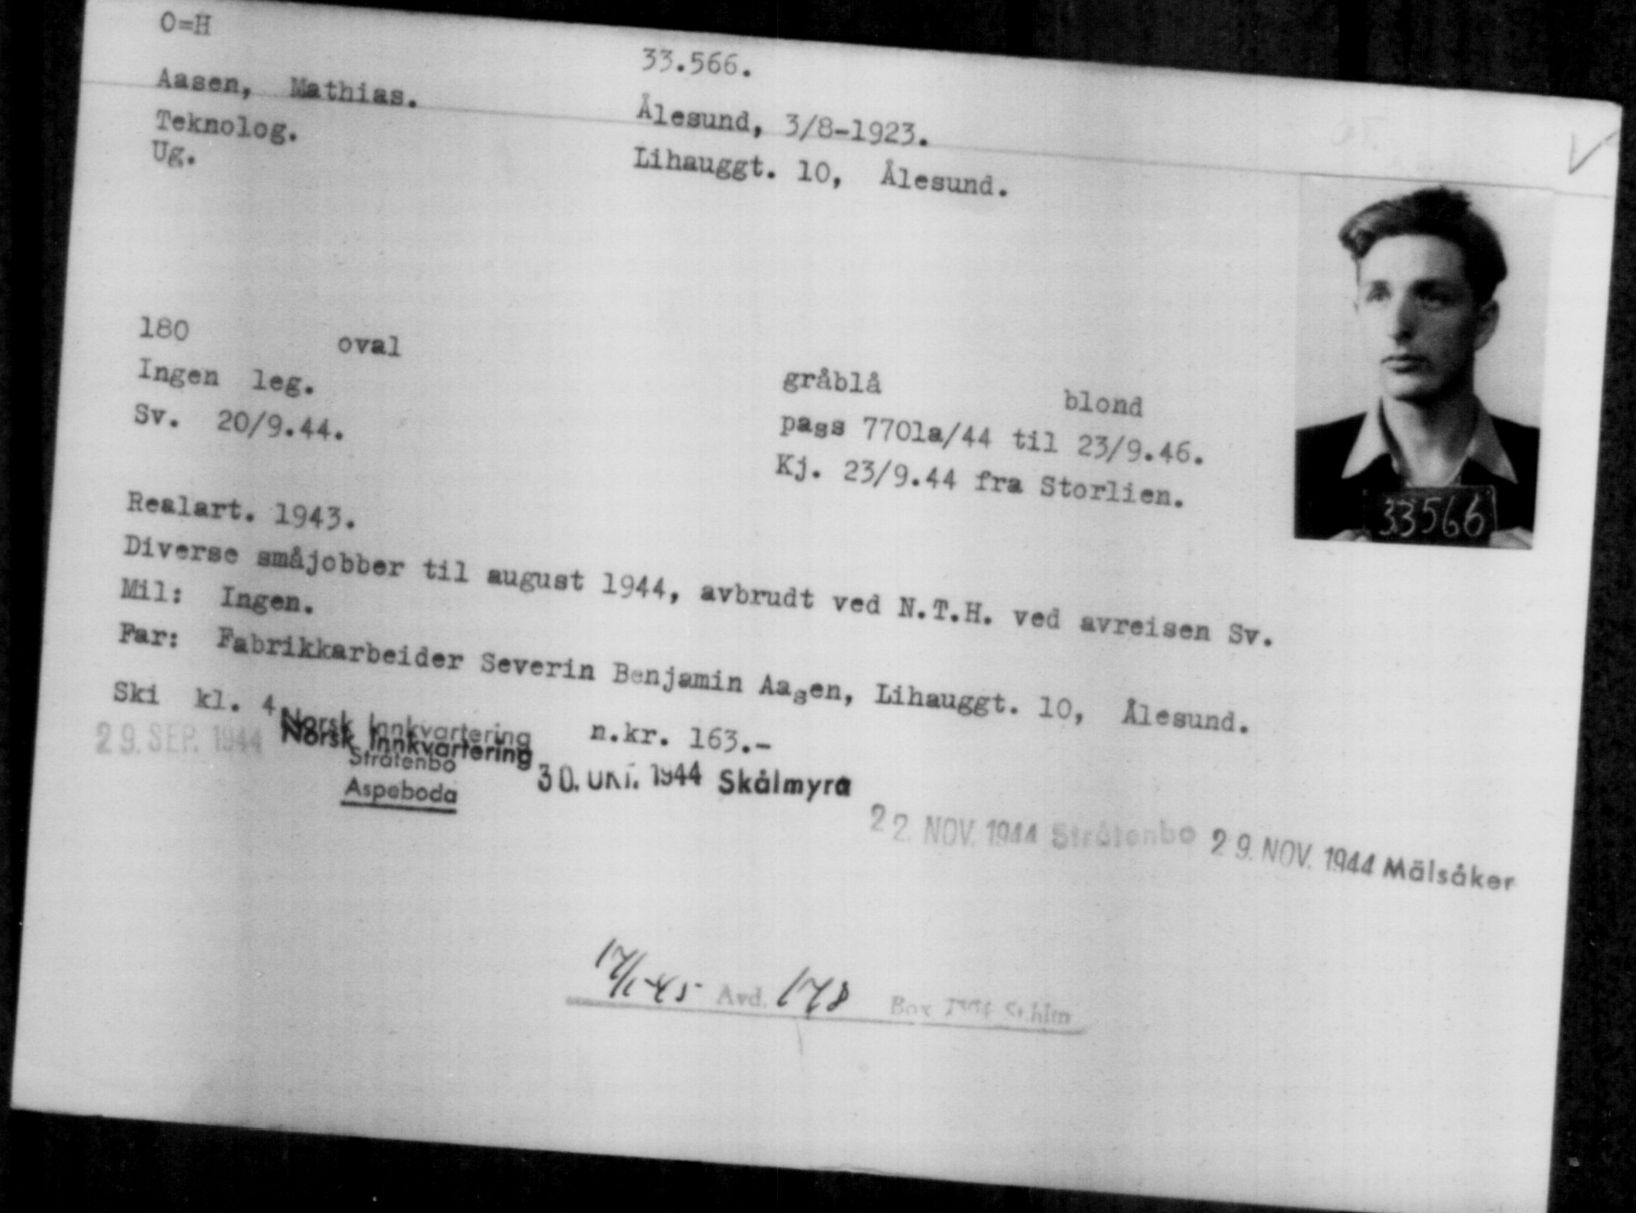 O=H
33.566.
Aasen, Mathias.
Ålesund, 3/8-1923.
Teknolog.
Lihauggt. 10, Ålesund.
Ug.
180 oval
gråblå blond
Ingen leg.
pass 7701a/44 til 23/9.46.
Sv. 20/9.44.
Kj. 23/9.44 fra Storlien.
33566
Realart. 1943.
Diverse småjobber til august 1944, avbrudt ved N.T.H. ved avreisen Sv.
Mil: Ingen.
Far: Fabrikkarbeider Severin Benjamin Aasen, Lihauggt. 10, Ålesund.
Ski kl. 4
n.kr. 163.-
29. SEP. 1944
Norsk Innkvartering
Norsk Innkvartering
Stråtenbo
Aspeboda
30. OKT. 1944 Skålmyra
22. NOV. 1944 Stråtenbo 29. NOV. 1944 Mälsåker
17/1-45 Avd. 178 Box Sthlm